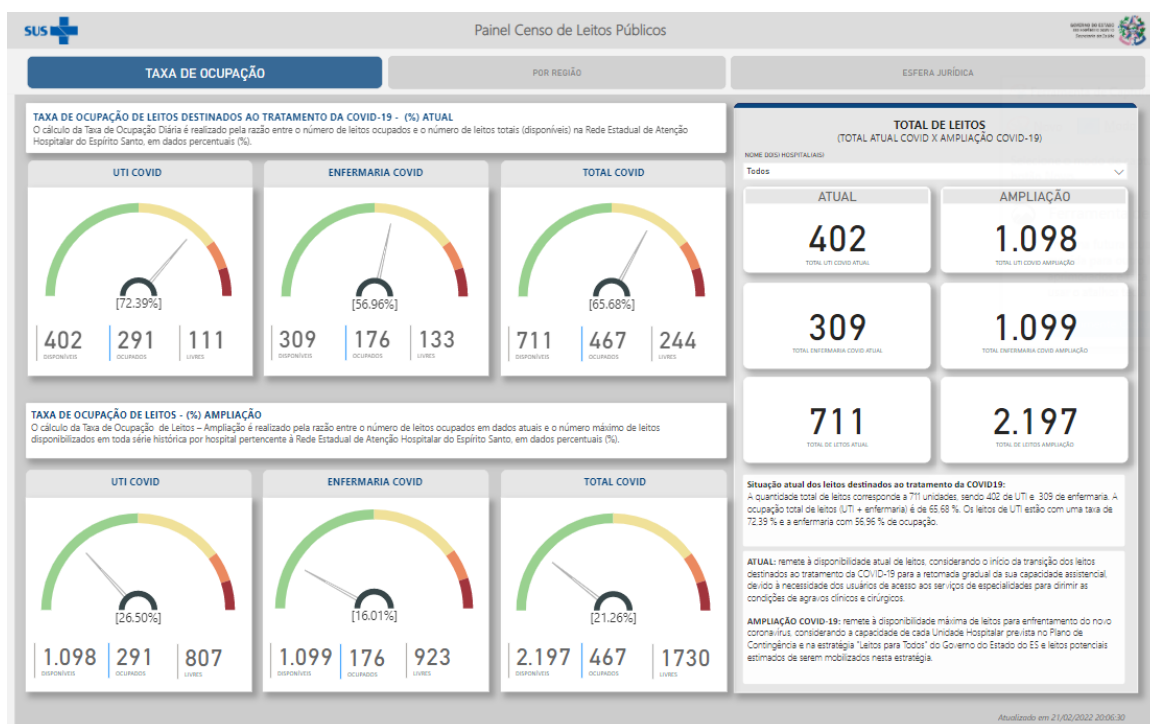 SUS
Painel Censo de Leitos Públicos
TAXA DE OCUPAÇÃO
POR REGIÃO
ESFERA JURÍDICA
TAXA DE OCUPAÇÃO DE LEITOS DESTINADOS AO TRATAMENTO DA COVID-19 - (%) ATUAL
O cálculo da Taxa de Ocupação Diária é realizado pela razão entre o número de leitos ocupados e o número de leitos totais (disponíveis) na Rede Estadual de Atenção
Hospitalar do Espírito Santo, em dados percentuais (%).
UTI COVID
[72.39%]
402
DISPONÍVEIS
291
OCUPADOS
111
LIVRES
ENFERMARIA COVID
[56.96%]
309
DISPONÍVEIS
176
OCUPADOS
133
LIVRES
TOTAL COVID
[65.68%]
711
DISPONÍVEIS
467
OCUPADOS
244
LIVRES
TAXA DE OCUPAÇÃO DE LEITOS - (%) AMPLIAÇÃO
O cálculo da Taxa de Ocupação de Leitos – Ampliação é realizado pela razão entre o número de leitos ocupados em dados atuais e o número máximo de leitos
disponibilizados em toda série histórica por hospital pertencente à Rede Estadual de Atenção Hospitalar do Espírito Santo, em dados percentuais (%).
UTI COVID
[26.50%]
1.098
DISPONÍVEIS
291
OCUPADOS
807
LIVRES
ENFERMARIA COVID
[16.01%]
1.099
DISPONÍVEIS
176
OCUPADOS
923
LIVRES
TOTAL COVID
[21.26%]
2.197
DISPONÍVEIS
467
OCUPADOS
1730
LIVRES
TOTAL DE LEITOS
(TOTAL ATUAL COVID X AMPLIAÇÃO COVID-19)
NOME DO(S) HOSPITAL(AIS)
Todos
ATUAL
AMPLIAÇÃO
402
TOTAL UTI COVID ATUAL
1.098
TOTAL UTI COVID AMPLIAÇÃO
309
TOTAL ENFERMARIA COVID ATUAL
1.099
TOTAL ENFERMARIA COVID AMPLIAÇÃO
711
TOTAL DE LEITOS ATUAL
2.197
TOTAL DE LEITOS AMPLIAÇÃO
Situação atual dos leitos destinados ao tratamento da COVID19:
A quantidade total de leitos corresponde a 711 unidades, sendo 402 de UTI e 309 de enfermaria. A
ocupação total de leitos (UTI + enfermaria) é de 65.68 %. Os leitos de UTI estão com uma taxa de
72.39 % e a enfermaria com 56.96 % de ocupação.
ATUAL: remete à disponibilidade atual de leitos, considerando o início da transição dos leitos
destinados ao tratamento da COVID-19 para a retomada gradual da sua capacidade assistencial,
devido à necessidade dos usuários de acesso aos serviços de especialidades para dirimir as
condições de agravos clínicos e cirúrgicos.
AMPLIAÇÃO COVID-19: remete à disponibilidade máxima de leitos para enfrentamento do novo
coronavírus, considerando a capacidade de cada Unidade Hospitalar prevista no Plano de
Contingência e na estratégia "Leitos para Todos" do Governo do Estado do ES e leitos potenciais
estimados de serem mobilizados nesta estratégia.
Atualizado em 21/02/2022 20:06:30